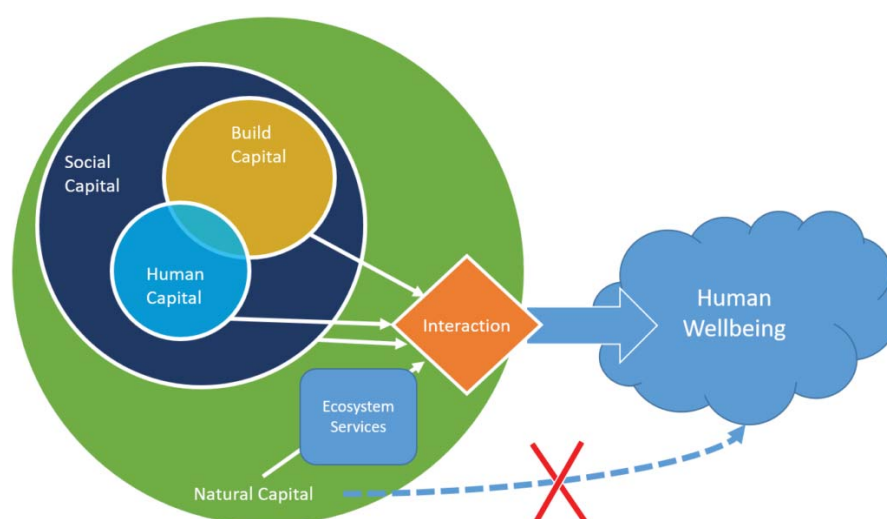 Build
Capital
Social
Capital
Human
Capital
Interaction
Human
Wellbeing
Ecosystem
Services
Natural Capital